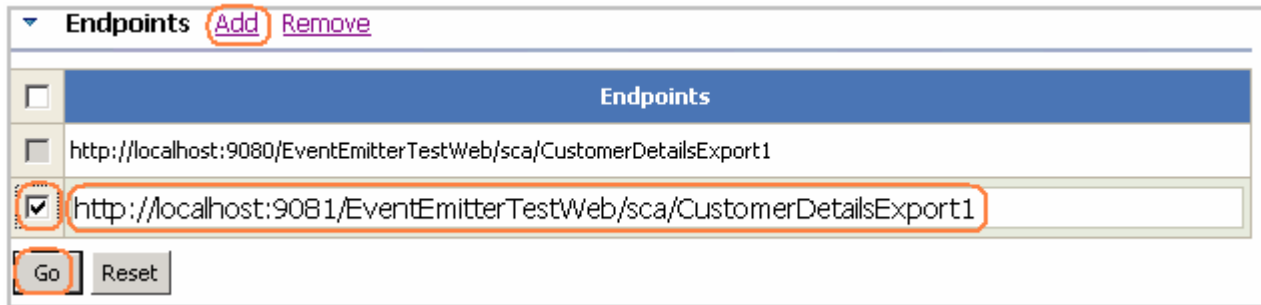 Endpoints Add Remove
Endpoints
http://localhost:9080/EventEmitterTestWeb/sca/CustomerDetailsExport1
http://localhost:9081/EventEmitterTestWeb/sca/CustomerDetailsExport1
Go Reset